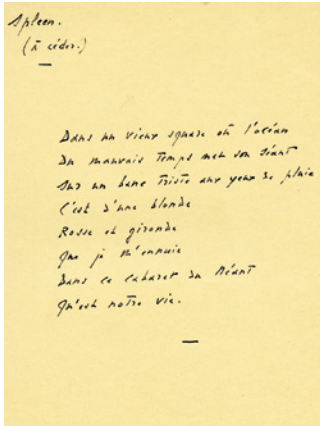 Spleen.
(à céder.)
Dans un vieux square où l'océan
Du mauvais temps met son séant
Sur un banc triste aux yeux de pluie
C'est d'une blonde
Rosse et gironde
Que je m'ennuie
Dans ce cabaret du Néant
Qu'est notre vie.